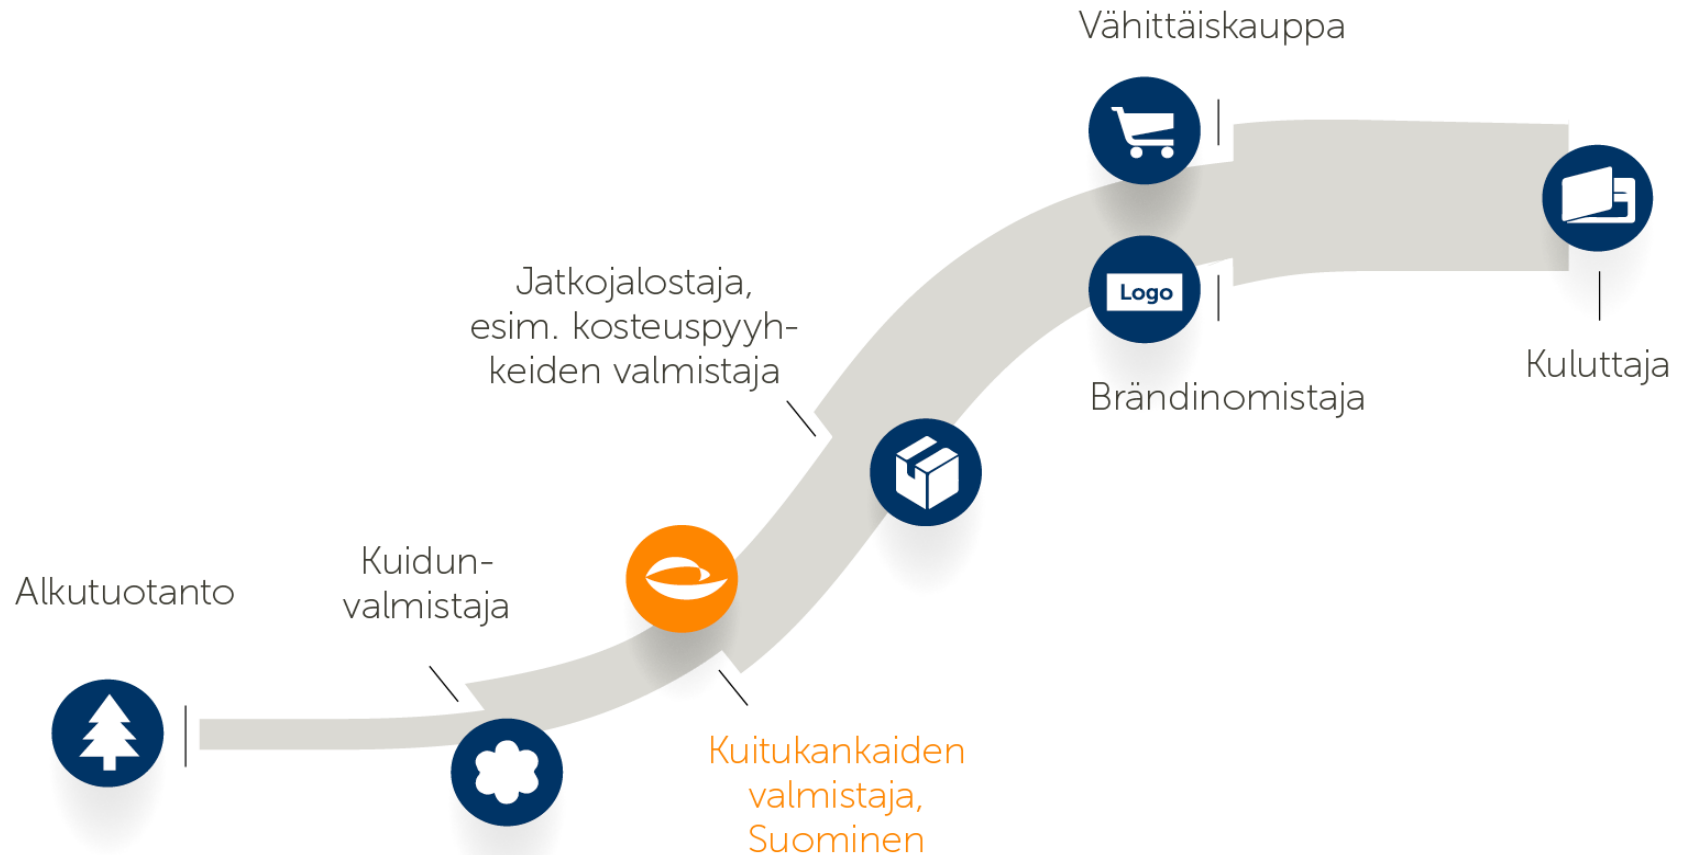 Alkutuotanto
Kuidun-
valmistaja
Kuitukankaiden
valmistaja,
Suominen
Jatkojalostaja,
esim. kosteuspyyh-
keiden valmistaja
Vähittäiskauppa
Logo
Brändinomistaja
Kuluttaja